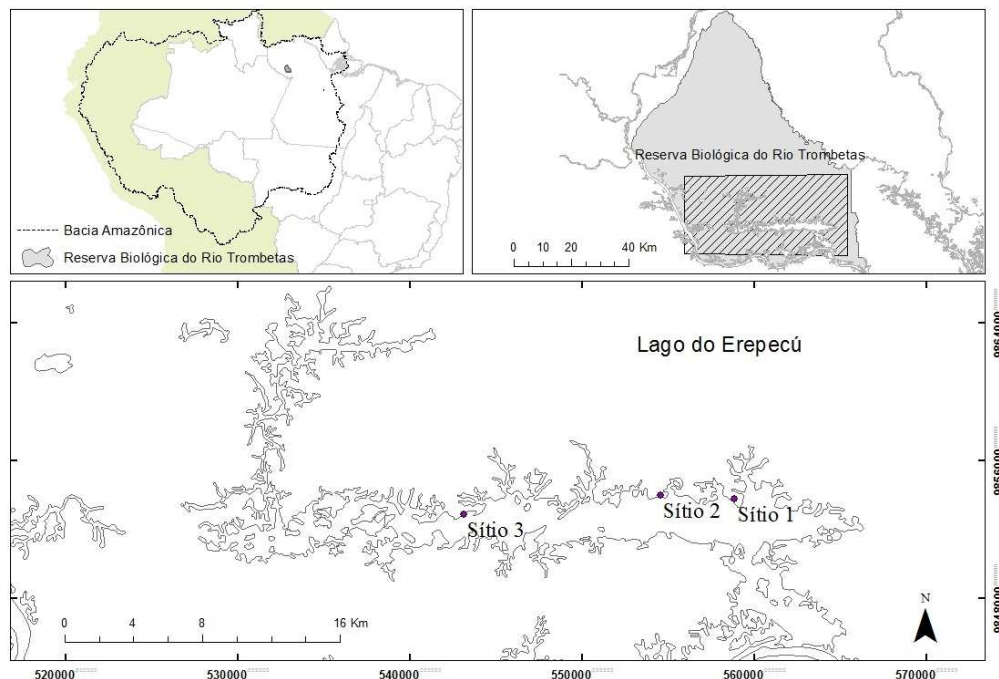 Bacia Amazônica
Reserva Biológica do Rio Trombetas
Reserva Biológica do Rio Trombetas
0 10 20 40 Km
Lago do Erepecú
Sítio 3
Sítio 2
Sítio 1
0 4 8 16 Km
N
520000 530000 540000 550000 560000 570000